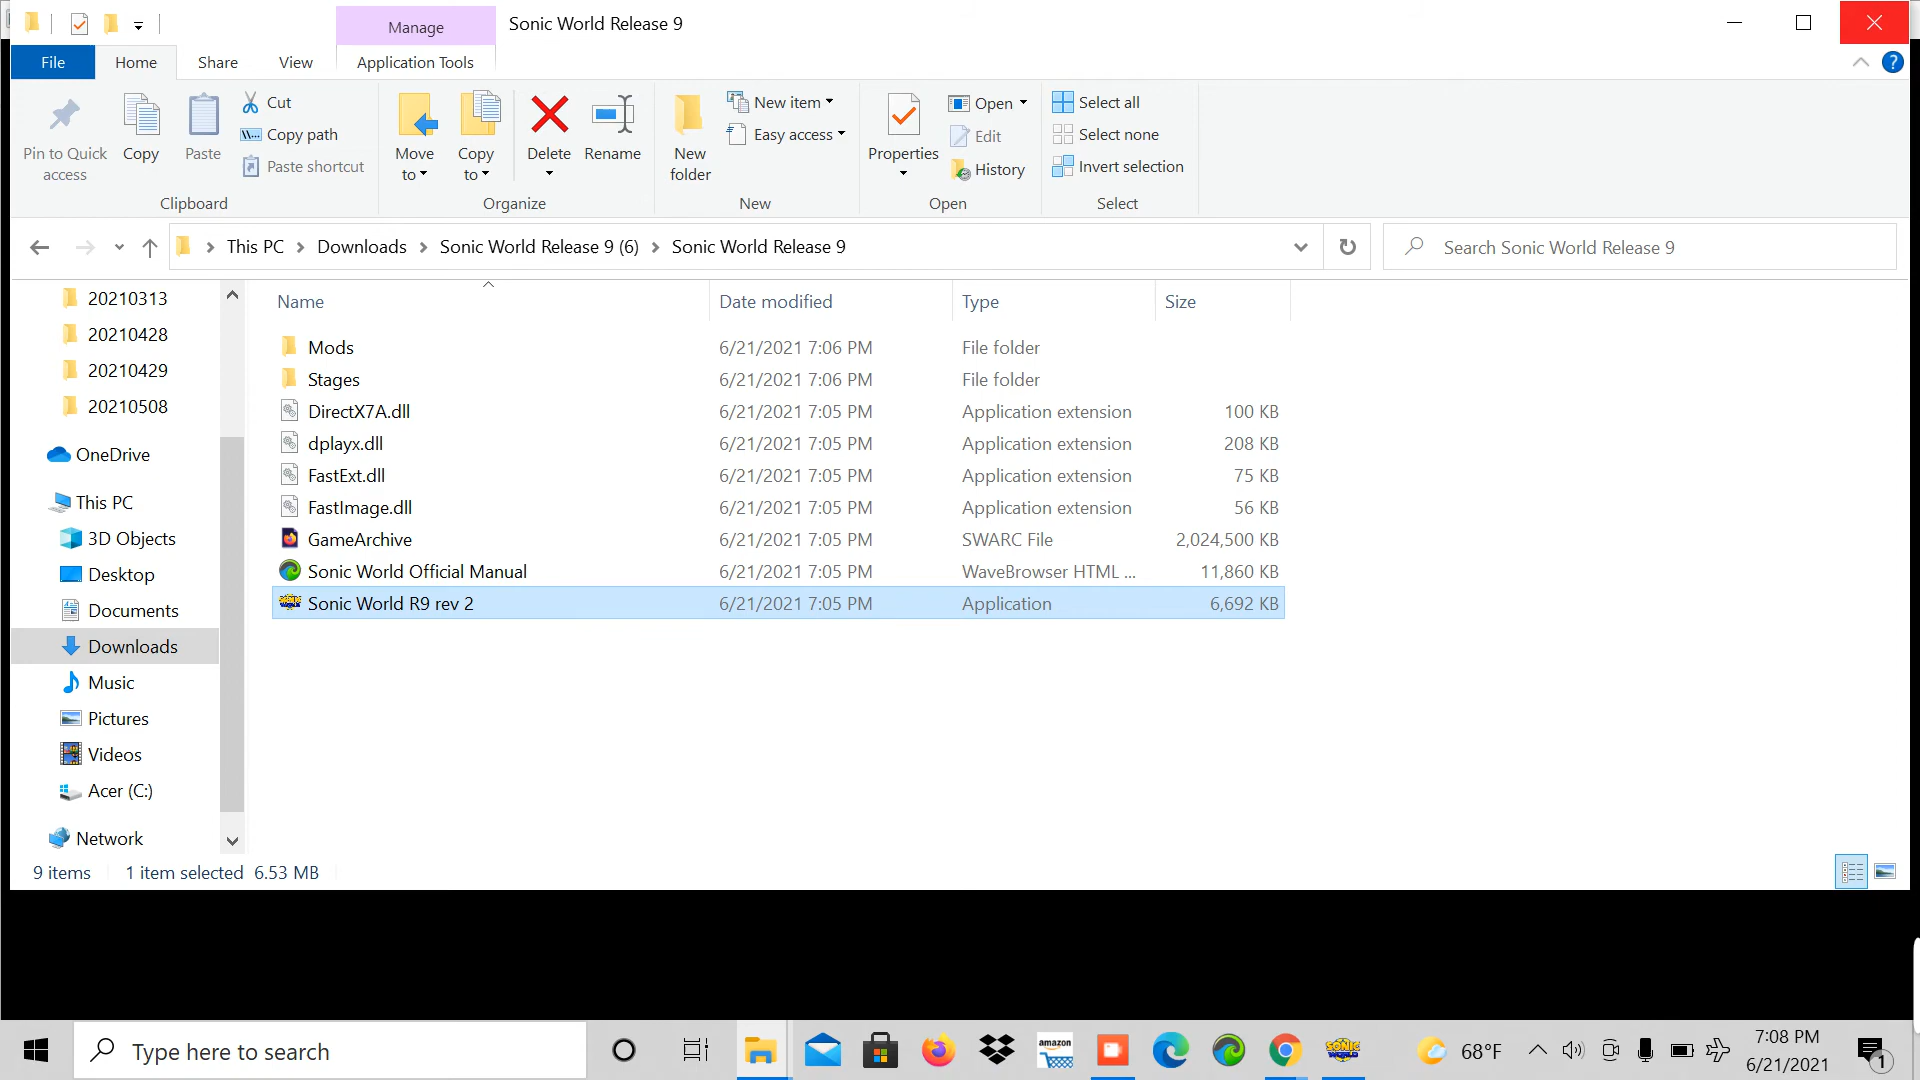 Manage
Sonic World Release 9
File
Home
Share
View
Application Tools
Pin to Quick
access
Copy
Paste
Cut
Copy path
Paste shortcut
Clipboard
Move
to
Copy
to
Delete
Rename
Organize
New
folder
New item
Easy access
New
Properties
Open
Edit
History
Open
Select all
Select none
Invert selection
Select
This PC
Downloads
Sonic World Release 9 (6)
Sonic World Release 9
Search Sonic World Release 9
20210313
20210428
20210429
20210508
OneDrive
This PC
3D Objects
Desktop
Documents
Downloads
Music
Pictures
Videos
Acer (C:)
Network
Name Date modified Type Size
Mods 6/21/2021 7:06 PM File folder
Stages 6/21/2021 7:06 PM File folder
DirectX7A.dll 6/21/2021 7:05 PM Application extension 100 KB
dplayx.dll 6/21/2021 7:05 PM Application extension 208 KB
FastExt.dll 6/21/2021 7:05 PM Application extension 75 KB
FastImage.dll 6/21/2021 7:05 PM Application extension 56 KB
GameArchive 6/21/2021 7:05 PM SWARC File 2,024,500 KB
Sonic World Official Manual 6/21/2021 7:05 PM WaveBrowser HTML ... 11,860 KB
Sonic World R9 rev 2 6/21/2021 7:05 PM Application 6,692 KB
9 items 1 item selected 6.53 MB
Type here to search
amazon
SONIC
WORLD
68°F
7:08 PM
6/21/2021
1